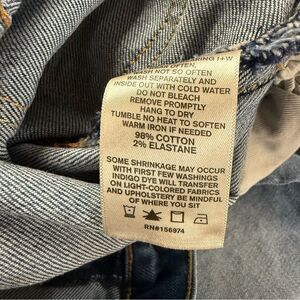 WASH NOT SO OFTEN
WASH SEPARATELY AND
INSIDE OUT WITH COLD WATER
DO NOT BLEACH
REMOVE PROMPTLY
HANG TO DRY
TUMBLE NO HEAT TO SOFTEN
WARM IRON IF NEEDED
98% COTTON
2% ELASTANE
SOME SHRINKAGE MAY OCCUR
WITH FIRST FEW WASHINGS
INDIGO DYE WILL TRANSFER
ON LIGHT-COLORED FABRICS
AND UPHOLSTERY BE MINDFUL
OF WHERE YOU SIT
RN#156974